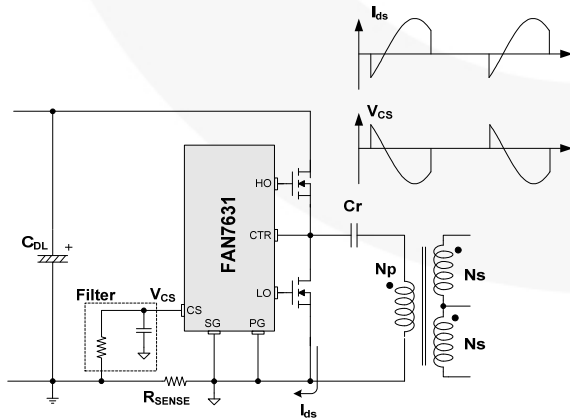 Ids
VCS
HO
CTR
LO
FAN7631
Cr
CDL
+
Filter
VCS
CS
SG
PG
Np
Ns
Ns
RSENSE
Ids